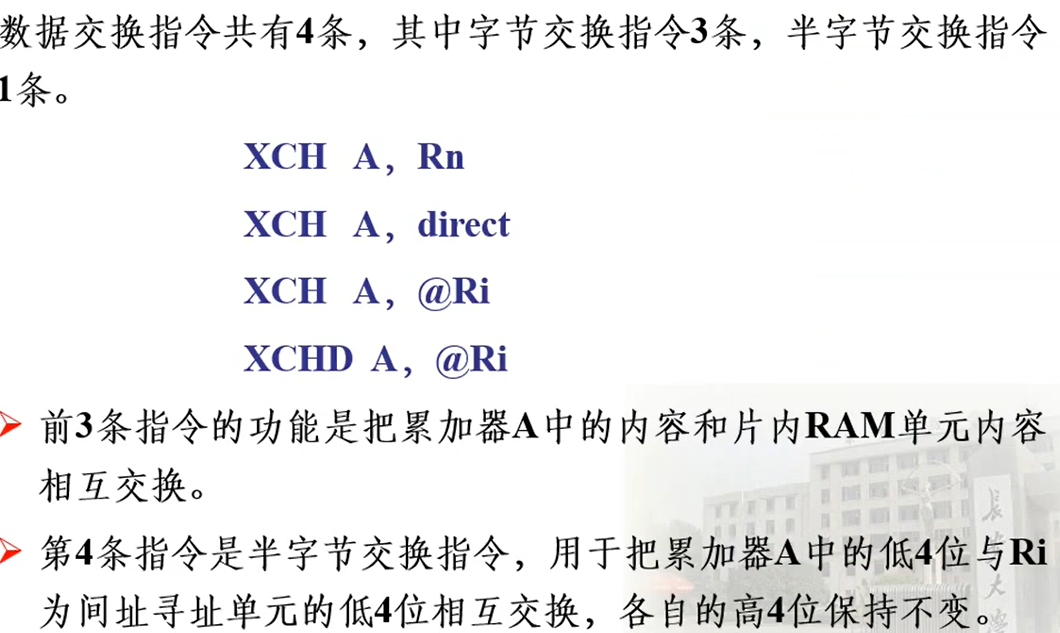 数据交换指令共有4条，其中字节交换指令3条，半字节交换指令
1条。
XCH A，Rn
XCH A，direct
XCH A，@Ri
XCHD A，@Ri
前3条指令的功能是把累加器A中的内容和片内RAM单元内容
相互交换。
第4条指令是半字节交换指令，用于把累加器A中的低4位与Ri
为间址寻址单元的低4位相互交换，各自的高4位保持不变。